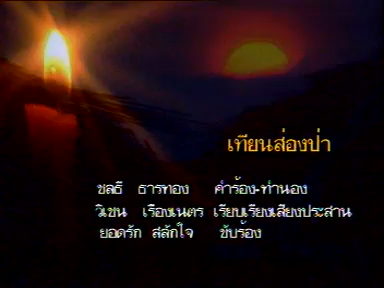 เทียนส่องป่า
ชลธี ธารทอง คำร้อง-ทำนอง
วิเชน เรืองเนตร เรียบเรียงเสียงประสาน
ยอดรัก สลักใจ ขับร้อง